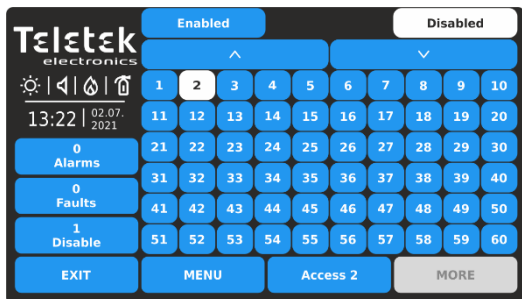 Teletek
electronics
Enabled
Disabled
1 2 3 4 5 6 7 8 9 10
13:22 02.07.
2021
11 12 13 14 15 16 17 18 19 20
0
Alarms
21 22 23 24 25 26 27 28 29 30
0
Faults
31 32 33 34 35 36 37 38 39 40
41 42 43 44 45 46 47 48 49 50
1
Disable
51 52 53 54 55 56 57 58 59 60
EXIT
MENU
Access 2
MORE